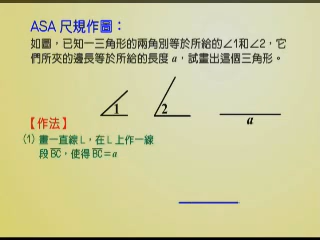 ASA 尺規作圖：
如圖，已知一三角形的兩角別等於所給的∠1和∠2，它
們所夾的邊長等於所給的長度 a，試畫出這個三角形。
1
2
a
【作法】
(1) 畫一直線 L，在 L 上作一線
段 B̅C̅，使得 B̅C̅＝a